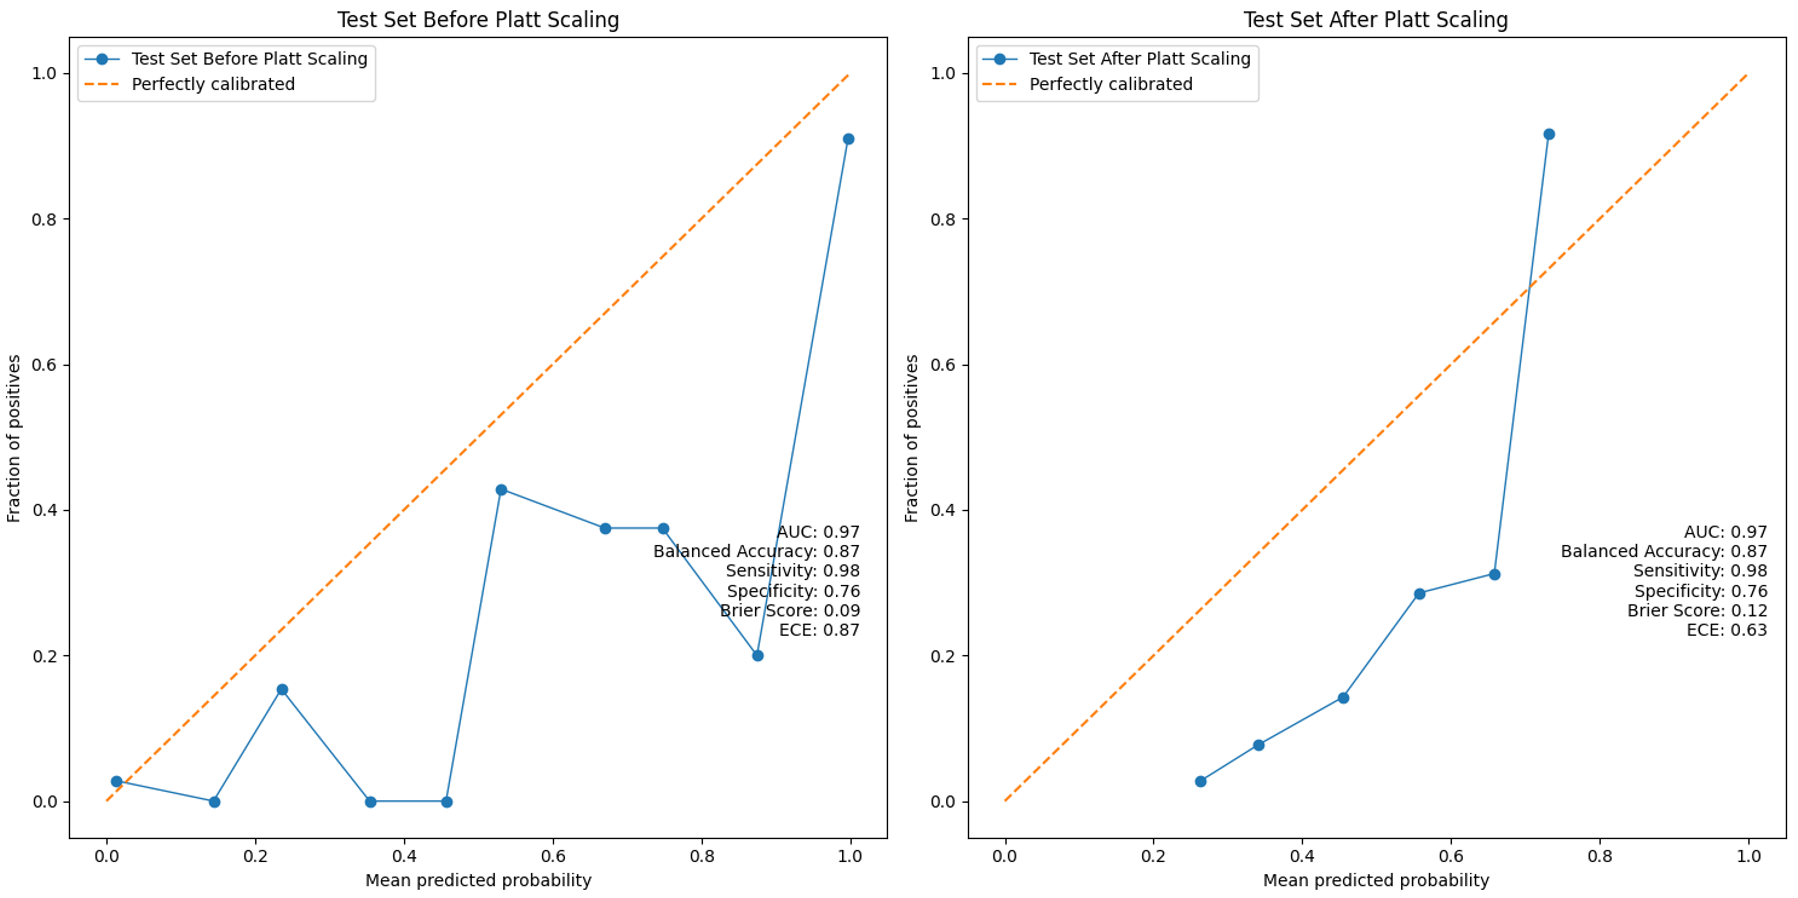 Test Set Before Platt Scaling
Test Set Before Platt Scaling
Perfectly calibrated
1.0
0.8
0.6
0.4
0.2
0.0
Fraction of positives
AUC: 0.97
Balanced Accuracy: 0.87
Sensitivity: 0.98
Specificity: 0.76
Brier Score: 0.09
ECE: 0.87
0.0 0.2 0.4 0.6 0.8 1.0
Mean predicted probability
Test Set After Platt Scaling
Test Set After Platt Scaling
Perfectly calibrated
1.0
0.8
0.6
0.4
0.2
0.0
Fraction of positives
AUC: 0.97
Balanced Accuracy: 0.87
Sensitivity: 0.98
Specificity: 0.76
Brier Score: 0.12
ECE: 0.63
0.0 0.2 0.4 0.6 0.8 1.0
Mean predicted probability